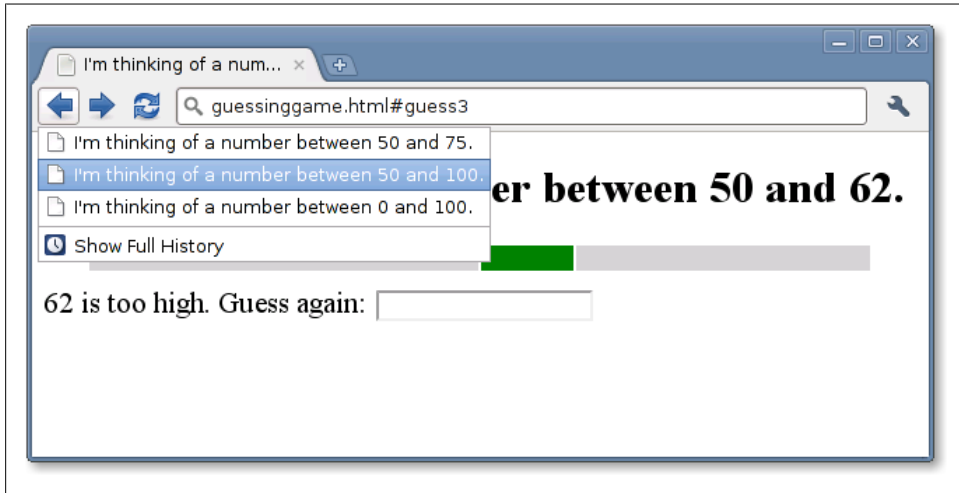 I'm thinking of a num...
guessinggame.html#guess3
I'm thinking of a number between 50 and 75.
I'm thinking of a number between 50 and 100.
I'm thinking of a number between 0 and 100.
Show Full History
er between 50 and 62.
62 is too high. Guess again: